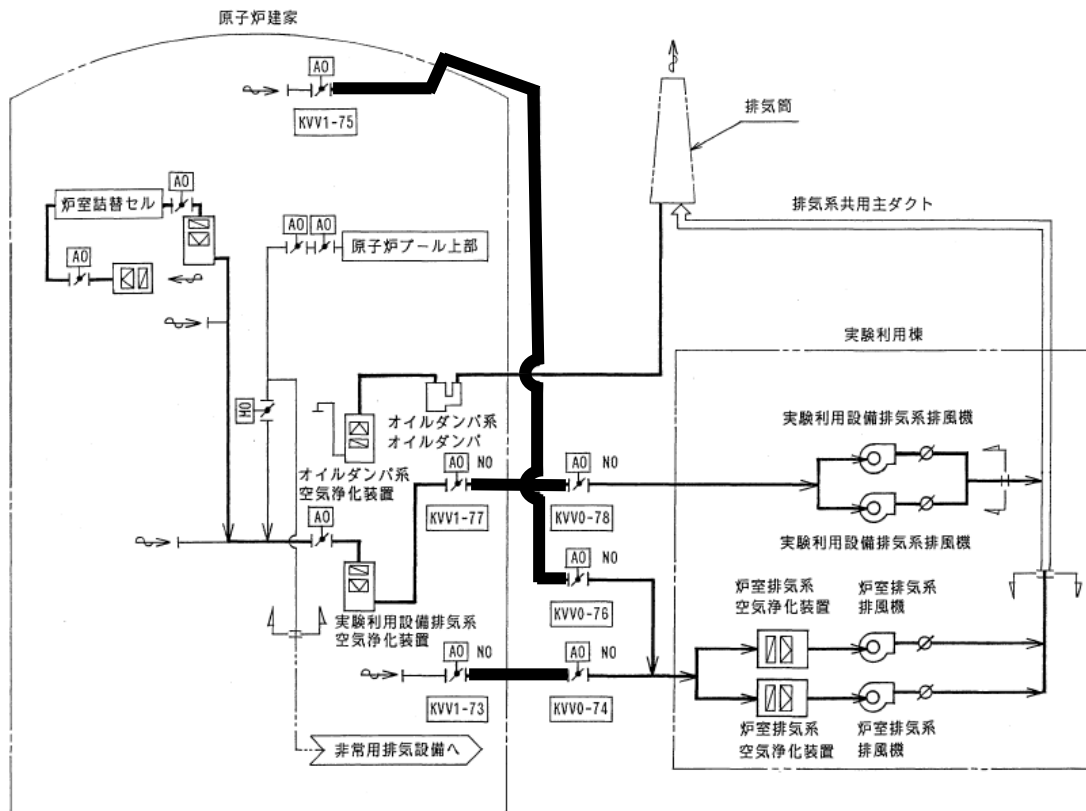 原子炉建家
AO
KVV1-75
排気筒
AO
炉室詰替セル
AO AO
原子炉プール上部
排気系共用主ダクト
AO
実験利用棟
MO
オイルダンパ系
オイルダンパ
実験利用設備排気系排風機
オイルダンパ系
空気浄化装置
AO NO
KVV1-77
AO NO
KVV0-78
AO
実験利用設備排気系排風機
AO NO
KVV0-76
炉室排気系
空気浄化装置
炉室排気系
排風機
実験利用設備排気系
空気浄化装置
AO NO
KVV1-73
AO NO
KVV0-74
炉室排気系
空気浄化装置
炉室排気系
排風機
非常用排気設備へ